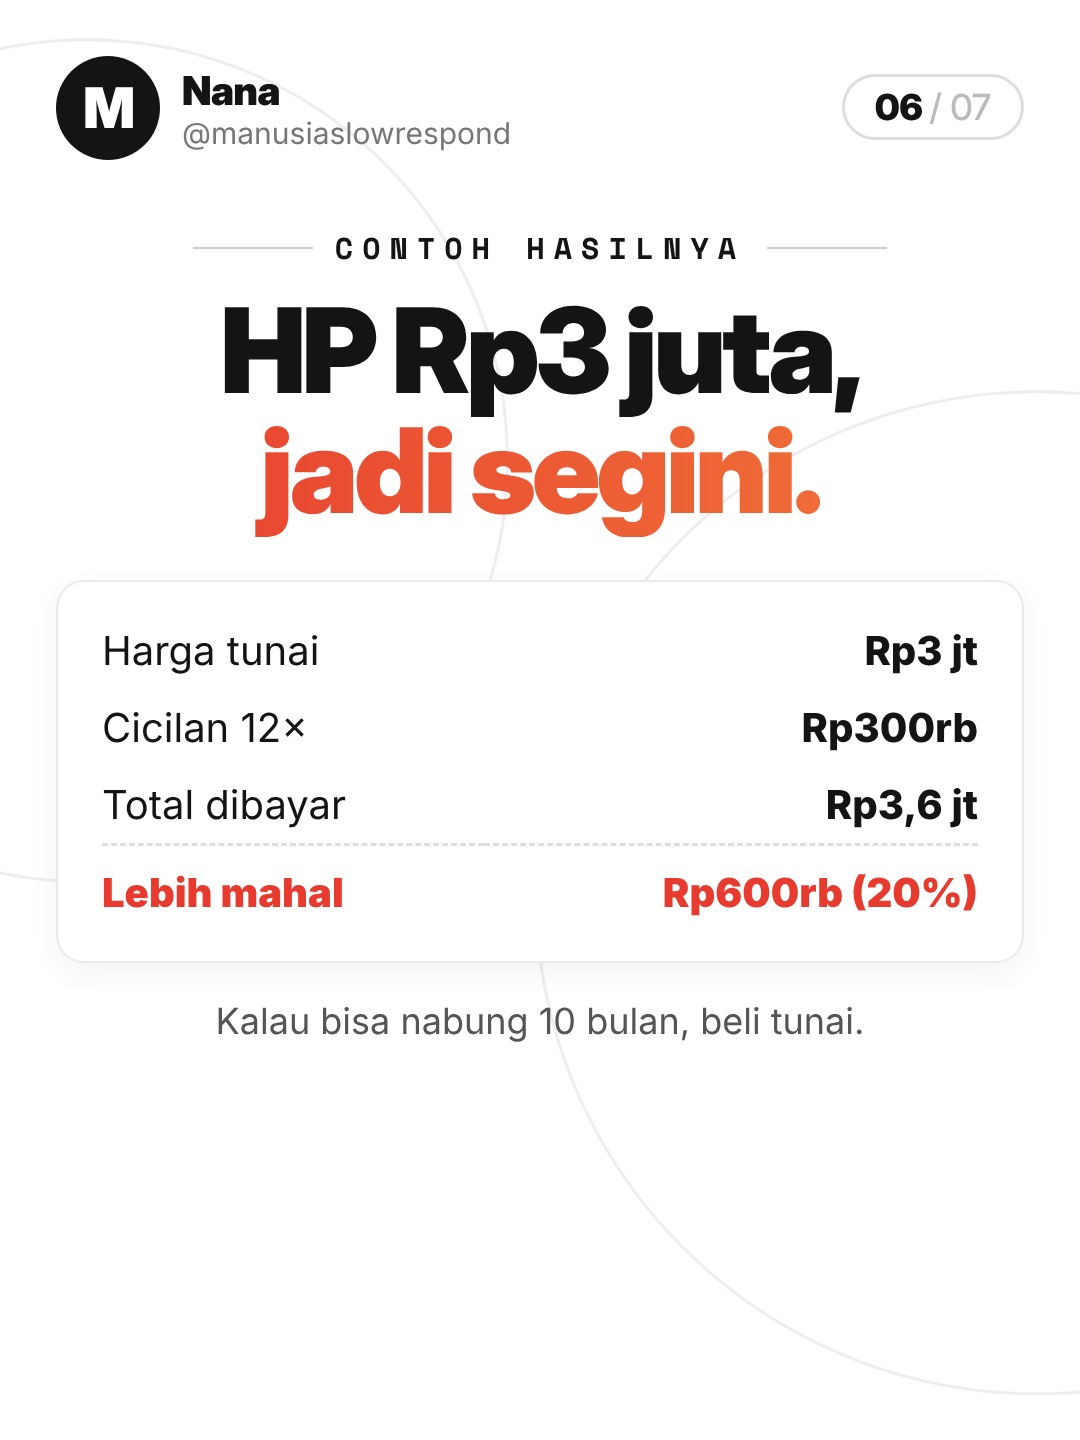 M
Nana
@manusiaslowrespond
06 / 07
CONTOH HASILNYA
HP Rp3 juta,
jadi segini.
Harga tunai Rp3 jt
Cicilan 12× Rp300rb
Total dibayar Rp3,6 jt
Lebih mahal Rp600rb (20%)
Kalau bisa nabung 10 bulan, beli tunai.